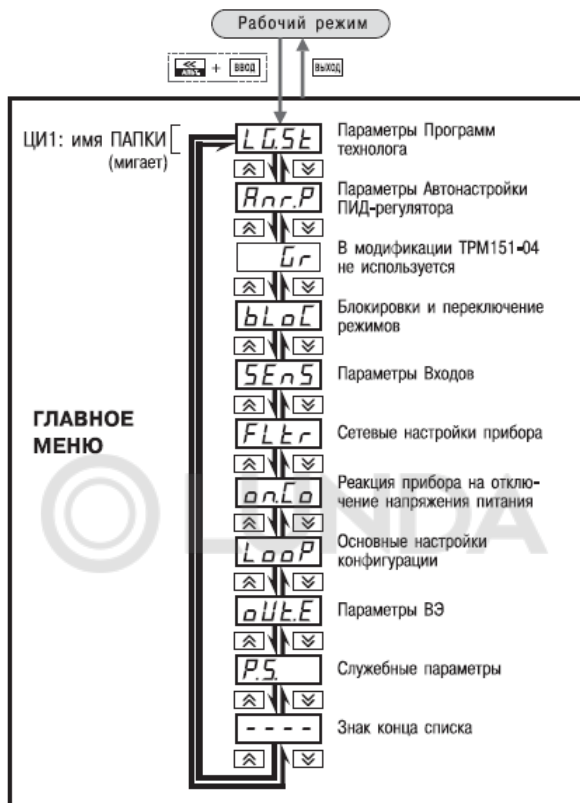 Рабочий режим
≪ АПВ% + ВВОД ВЫХОД
ЦИ1: имя ПАПКИ
(мигает)
LG.St
Параметры Программ
технолога
Anr.P
Параметры Автонастройки
ПИД-регулятора
Gr
В модификации ТРМ151-04
не используется
bLoC
Блокировки и переключение
режимов
SEnS
Параметры Входов
ГЛАВНОЕ
МЕНЮ
FLtr
Сетевые настройки прибора
on.Co
Реакция прибора на отклю-
чение напряжения питания
LooP
Основные настройки
конфигурации
oUt.E
Параметры ВЭ
P.S.
Служебные параметры
----
Знак конца списка
LUNDA